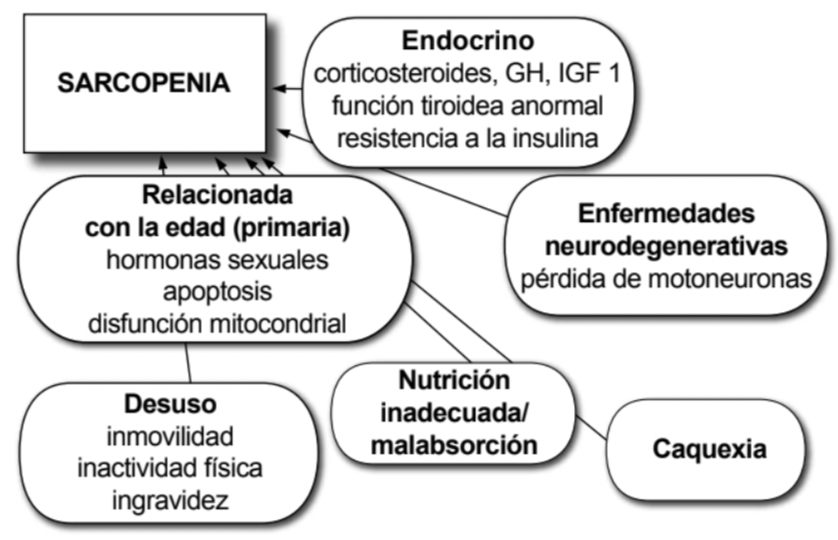 SARCOPENIA
Endocrino
corticosteroides, GH, IGF 1
función tiroidea anormal
resistencia a la insulina
Relacionada
con la edad (primaria)
hormonas sexuales
apoptosis
disfunción mitocondrial
Enfermedades
neurodegenerativas
pérdida de motoneuronas
Desuso
inmovilidad
inactividad física
ingravidez
Nutrición
inadecuada/
malabsorción
Caquexia